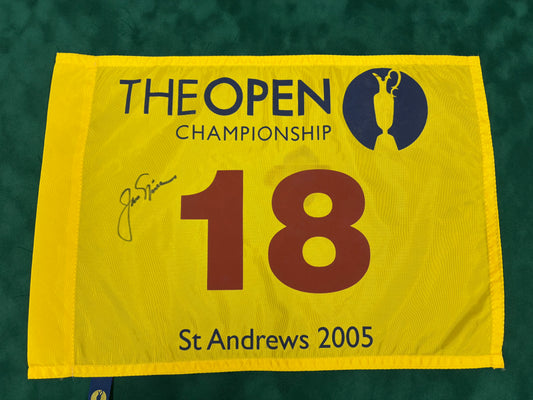 THE OPEN
CHAMPIONSHIP
18
St Andrews 2005